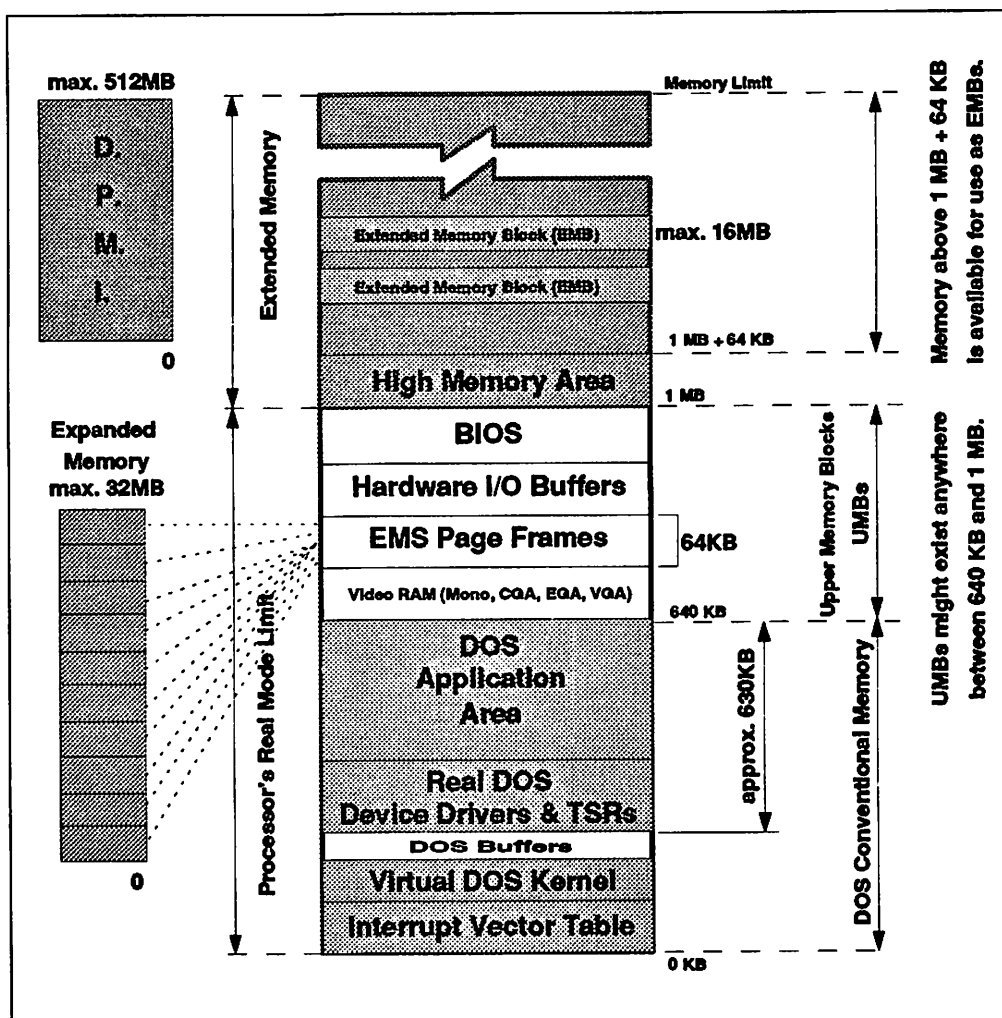 max. 512MB
D.
P.
M.
I.
0
Expanded
Memory
max. 32MB
0
Extended Memory
Processor's Real Mode Limit
Memory Limit
Extended Memory Block (EMB)
max. 16MB
Extended Memory Block (EMB)
1 MB + 64 KB
High Memory Area
1 MB
BIOS
Hardware I/O Buffers
EMS Page Frames
64KB
Video RAM (Mono, CGA, EGA, VGA)
640 KB
DOS
Application
Area
Real DOS
Device Drivers & TSRs
DOS Buffers
Virtual DOS Kernel
Interrupt Vector Table
0 KB
approx. 630KB
Upper Memory Blocks
UMBs
DOS Conventional Memory
Memory above 1 MB + 64 KB
is available for use as EMBs.
UMBs might exist anywhere
between 640 KB and 1 MB.